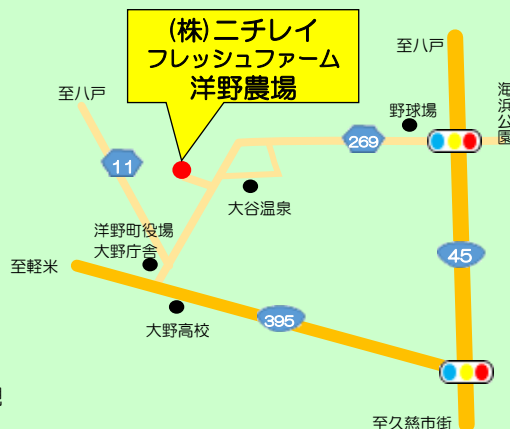 (株)ニチレイ
フレッシュファーム
洋野農場
至八戸
至八戸
野球場
海浜公園
269
11
大谷温泉
洋野町役場
大野庁舎
45
至軽米
395
大野高校
至久慈市街